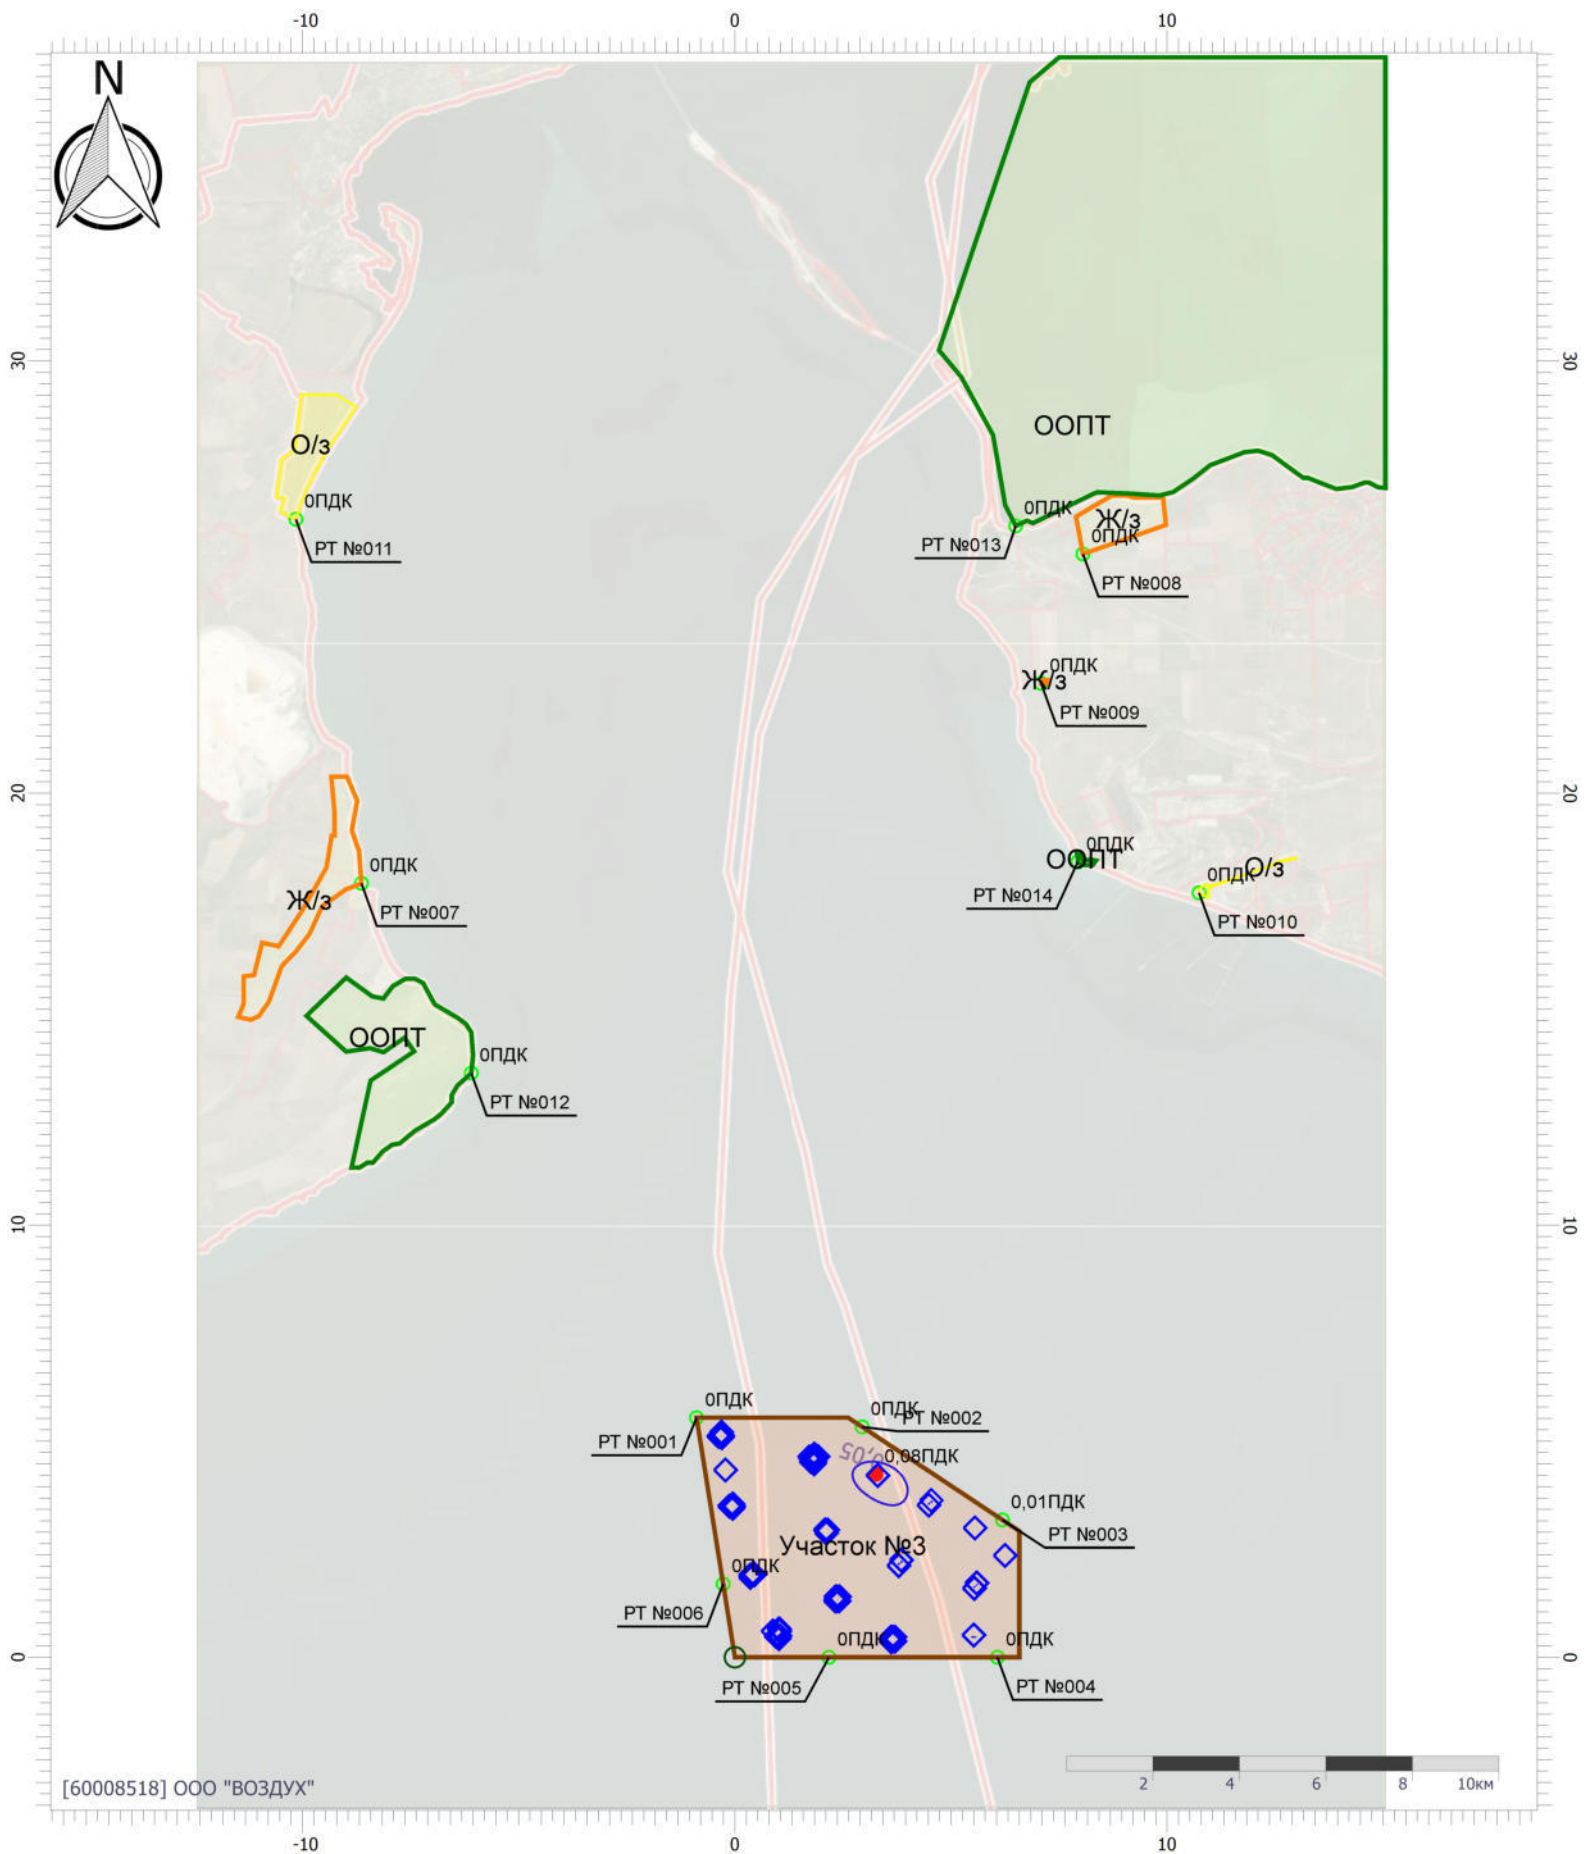 -10 0 10
N
30 30
ООПТ
О/з
0ПДК
РТ №011
0ПДК
РТ №013
Ж/з
0ПДК
РТ №008
0ПДК
Ж/з
РТ №009
20 20
0ПДК
ООПТ
РТ №014
О/з
0ПДК
РТ №010
0ПДК
Ж/з
РТ №007
ООПТ
0ПДК
РТ №012
10 10
0ПДК
РТ №001
0ПДК
РТ №002
0,05
0,08ПДК
0,01ПДК
РТ №003
Участок №3
0ПДК
РТ №006
0ПДК
РТ №005
0ПДК
РТ №004
0 0
2 4 6 8 10км
[60008518] ООО "ВОЗДУХ"
-10 0 10